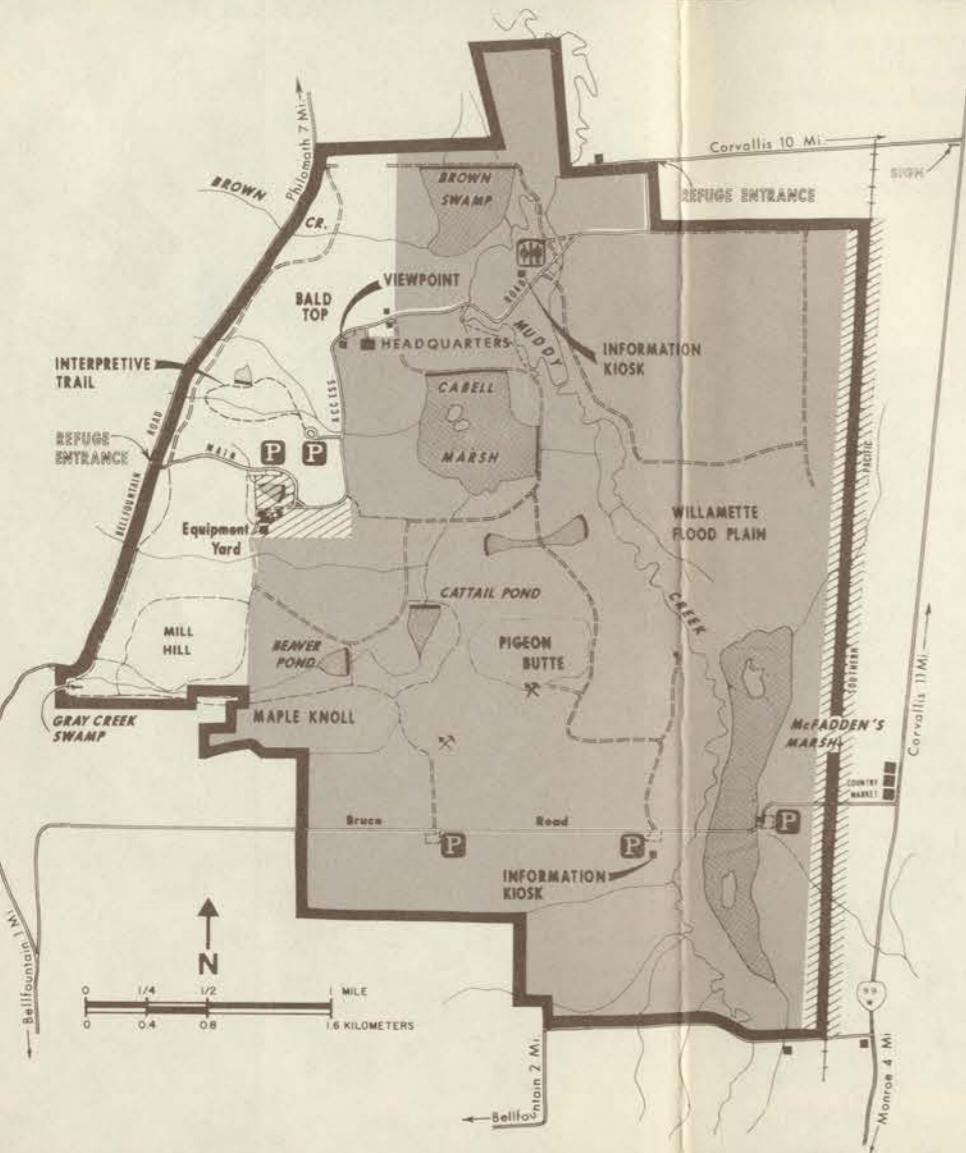 Philomath 7 Mi.
Corvallis 10 Mi.
SIGN
REFUGE ENTRANCE
BROWN
CR.
BROWN
SWAMP
VIEWPOINT
BALD
TOP
ROAD
MUDDY
HEADQUARTERS
INFORMATION
KIOSK
INTERPRETIVE
TRAIL
ACCESS
CABELL
MARSH
REFUGE
ENTRANCE
ROAD
MAIN
P
P
BELLFOUNTAIN
PACIFIC
Equipment
Yard
WILLAMETTE
FLOOD PLAIN
CREEK
CATTAIL POND
MILL
HILL
BEAVER
POND
PIGEON
BUTTE
SOUTHERN
Corvallis 11 Mi.
GRAY CREEK
SWAMP
MAPLE KNOLL
McFADDEN'S
MARSH
COUNTRY
MARKET
Bruce Road
P
P
P
INFORMATION
KIOSK
N
Bellfountain 1 Mi
0 1/4 1/2 1 MILE
0 0.4 0.8 1.6 KILOMETERS
99
Bellfountain 2 Mi.
Monroe 4 Mi